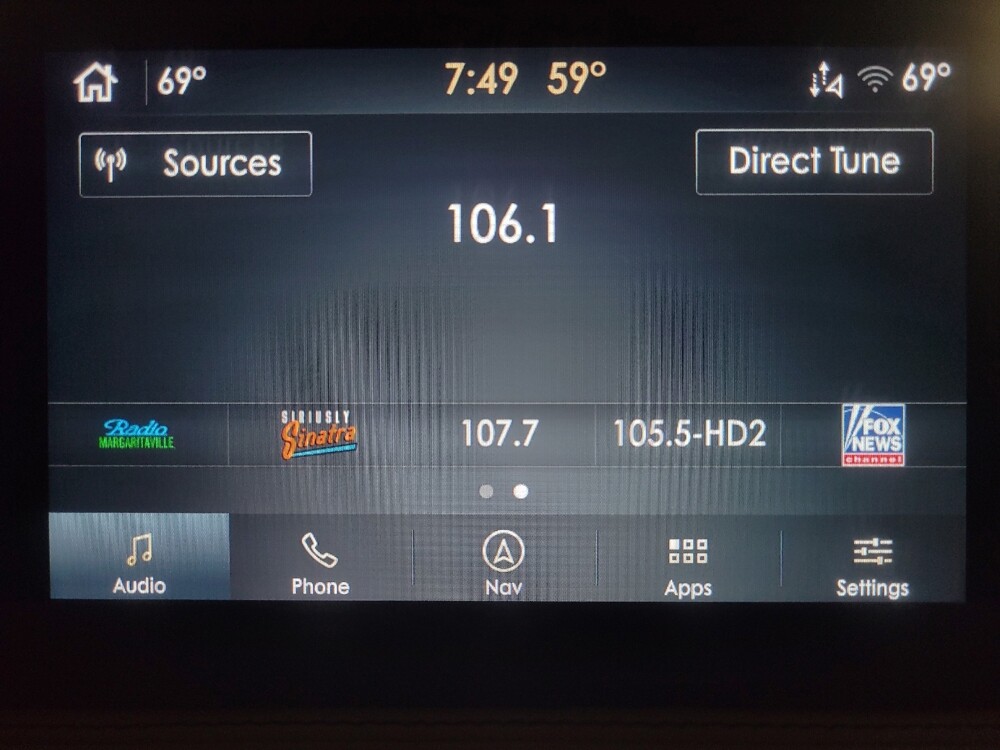 69° 7:49 59° 69°
Sources Direct Tune
106.1
Radio
MARGARITAVILLE
SIRIUSLY
Sinatra
107.7
105.5-HD2
FOX
NEWS
channel
Audio Phone Nav Apps Settings